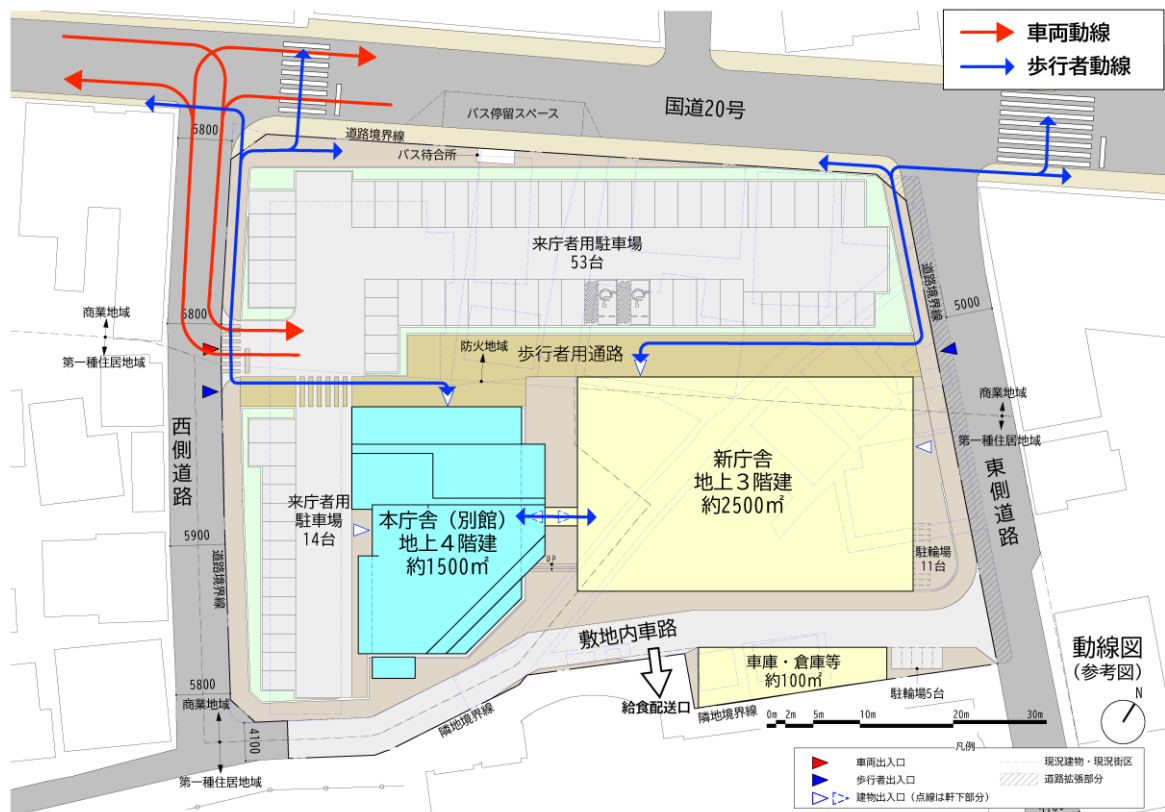 車両動線
歩行者動線
国道20号
バス停留スペース
道路境界線
バス待合所
5800
来庁者用駐車場
53台
道路境界線
5000
商業地域
第一種住居地域
5800
防火地域
歩行者用通路
商業地域
第一種住居地域
西側道路
東側道路
新庁舎
地上3階建
約2500㎡
来庁者用
駐車場
14台
本庁舎(別館)
地上4階建
約1500㎡
UP
5900
道路境界線
駐輪場
11台
敷地内車路
車庫・倉庫等
約100㎡
給食配送口
駐輪場5台
隣地境界線
隣地境界線
5800
商業地域
4100
第一種住居地域
動線図
(参考図)
N
0m 2m 5m 10m 20m 30m
凡例
車両出入口
歩行者出入口
建物出入口(点線は軒下部分)
現況建物・現況街区
道路拡張部分